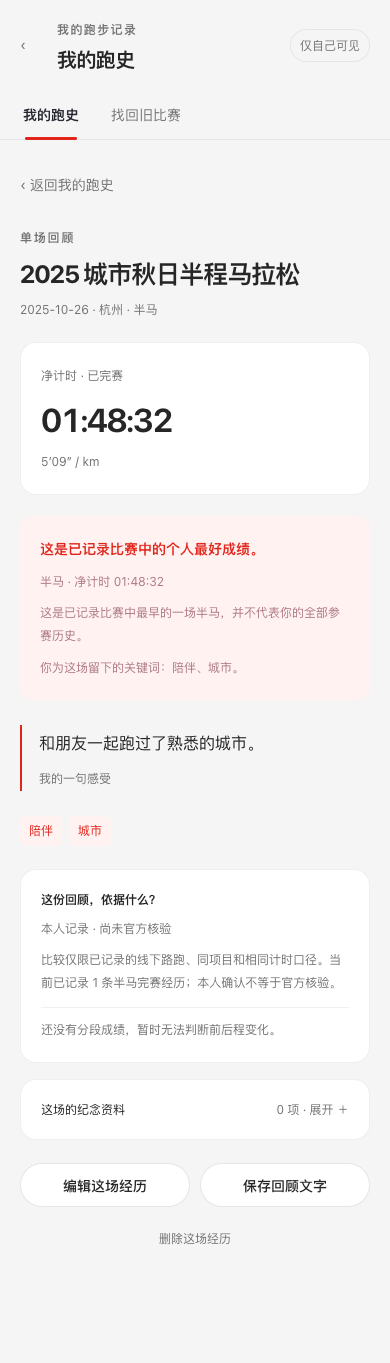 我的跑步记录
‹
我的跑史
仅自己可见
我的跑史
找回旧比赛
‹ 返回我的跑史
单场回顾
2025 城市秋日半程马拉松
2025-10-26 · 杭州 · 半马
净计时 · 已完赛
01:48:32
5′09″ / km
这是已记录比赛中的个人最好成绩。
半马 · 净计时 01:48:32
这是已记录比赛中最早的一场半马，并不代表你的全部参
赛历史。
你为这场留下的关键词：陪伴、城市。
和朋友一起跑过了熟悉的城市。
我的一句感受
陪伴
城市
这份回顾，依据什么？
本人记录 · 尚未官方核验
比较仅限已记录的线下路跑、同项目和相同计时口径。当
前已记录 1 条半马完赛经历；本人确认不等于官方核验。
还没有分段成绩，暂时无法判断前后程变化。
这场的纪念资料
0 项 · 展开 ＋
编辑这场经历
保存回顾文字
删除这场经历